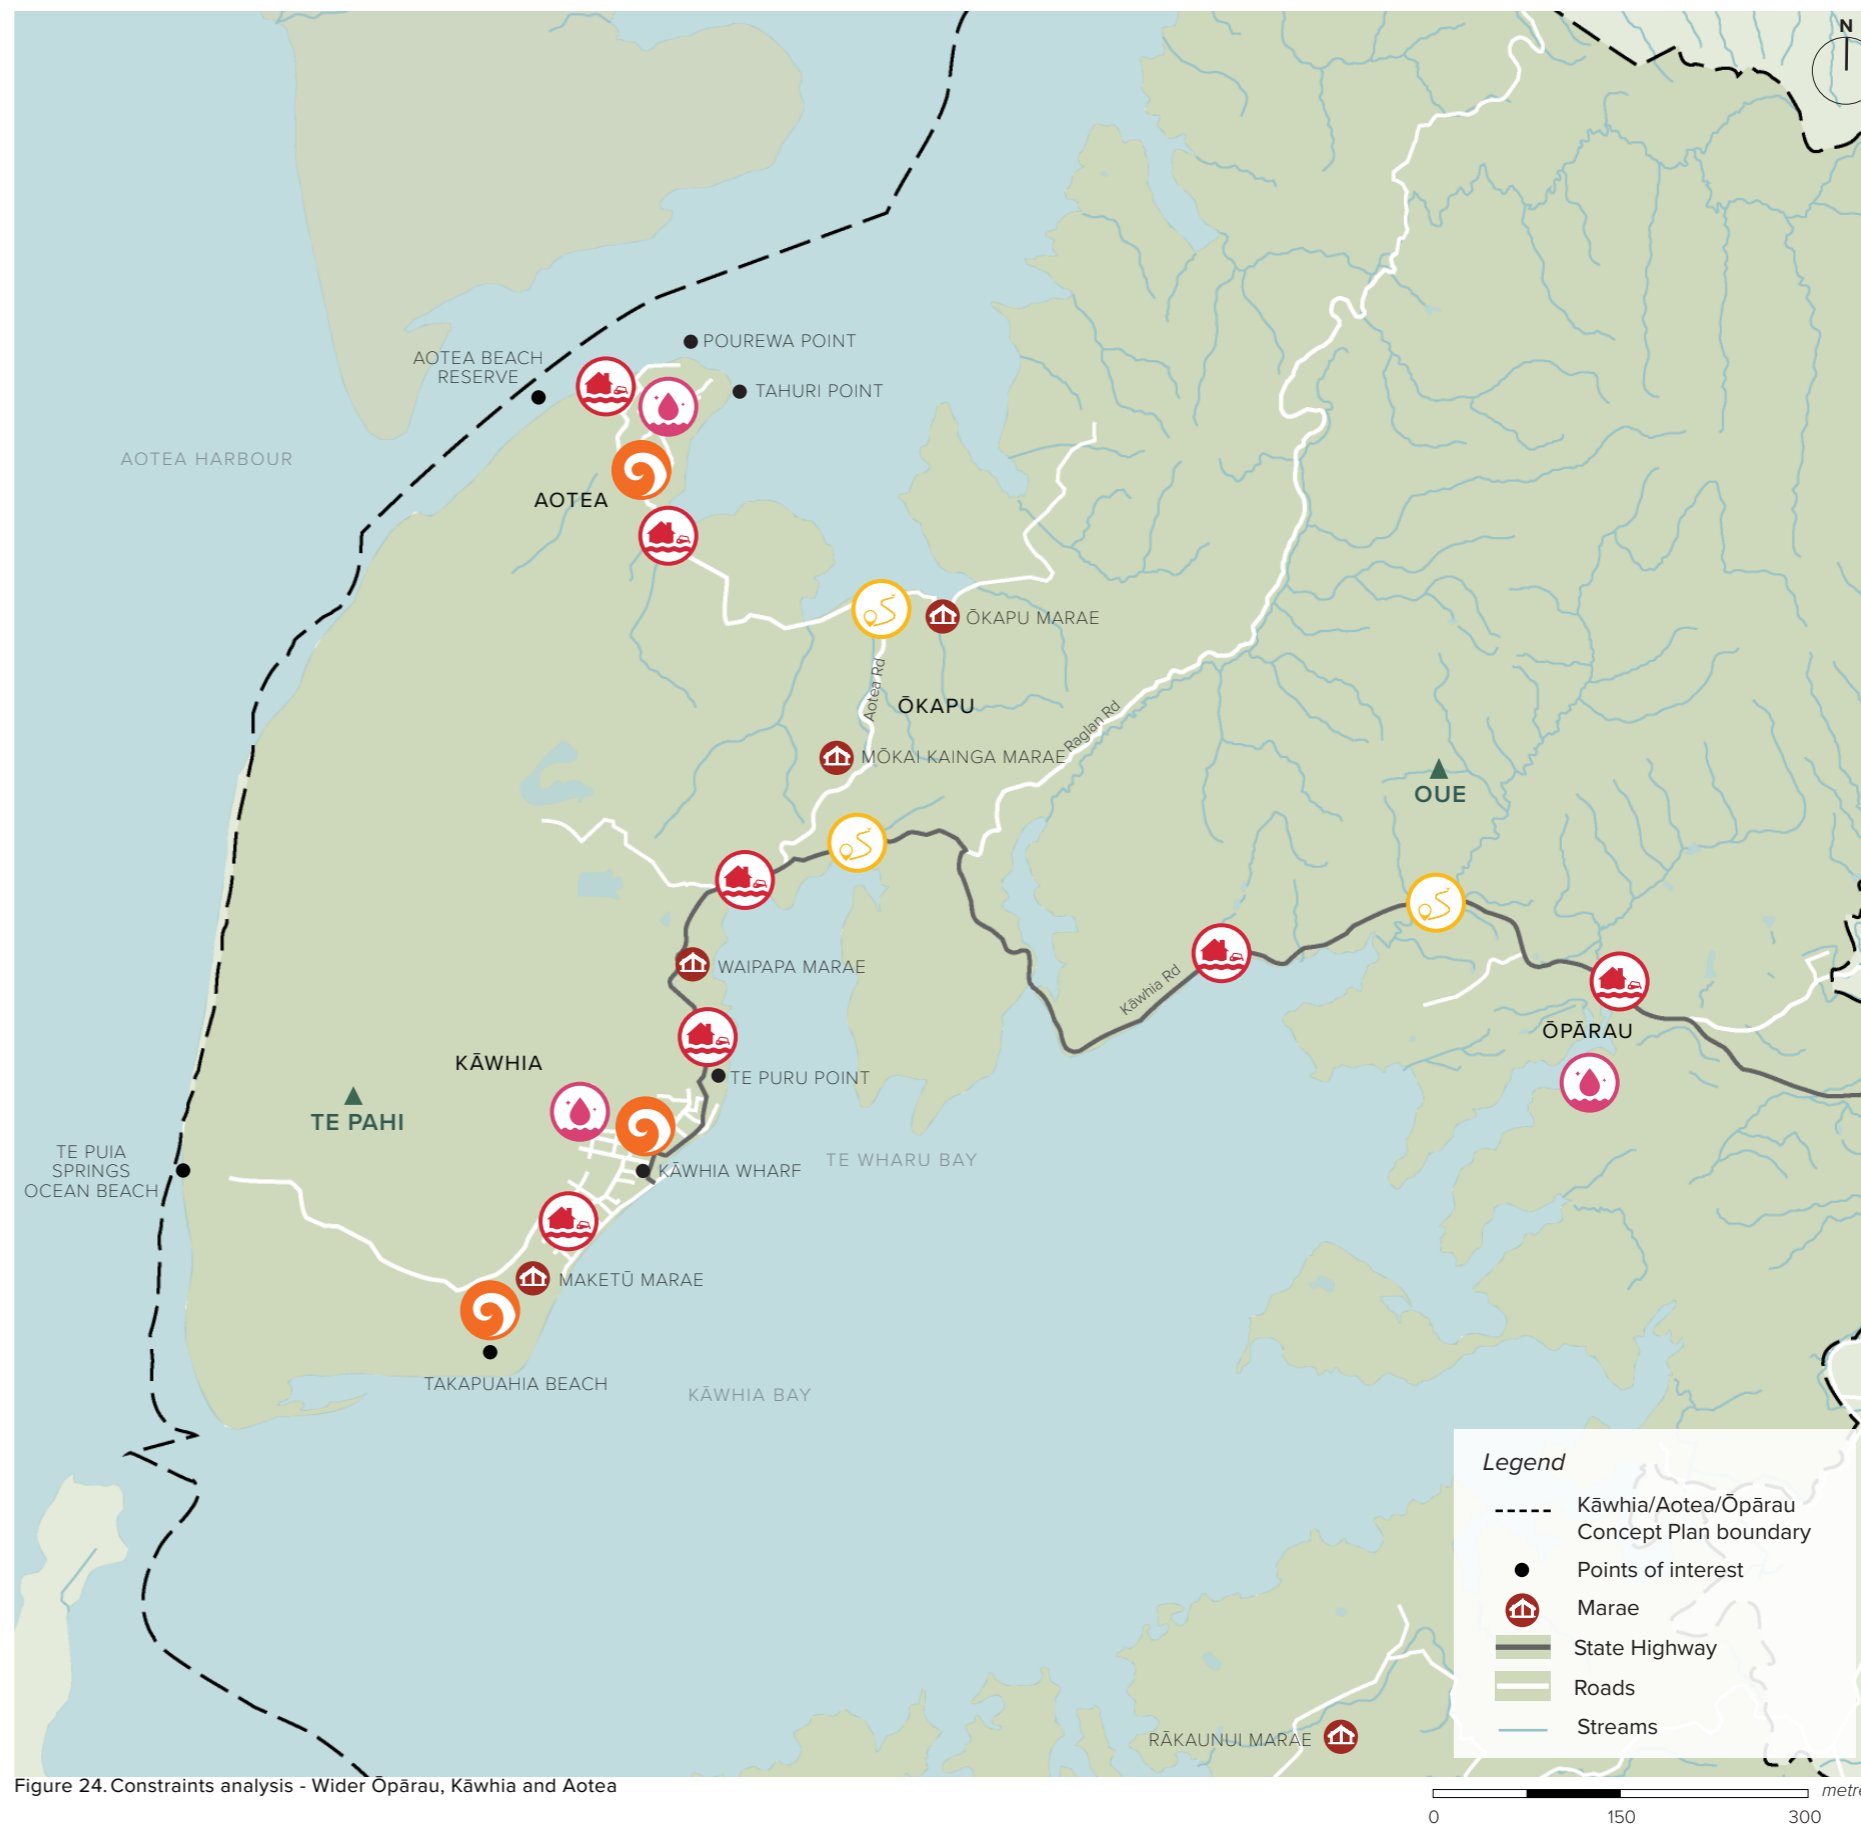 N
POUREWA POINT
AOTEA BEACH
RESERVE
TAHURI POINT
AOTEA HARBOUR
AOTEA
ŌKAPU MARAE
Aotea Rd
ŌKAPU
Raglan Rd
MŌKAI KAINGA MARAE
OUE
WAIPAPA MARAE
Kāwhia Rd
ŌPĀRAU
KĀWHIA
TE PURU POINT
TE PAHI
TE PUIA
SPRINGS
OCEAN BEACH
KĀWHIA WHARF
TE WHARU BAY
MAKETŪ MARAE
TAKAPUAHIA BEACH
KĀWHIA BAY
Legend
Kāwhia/Aotea/Ōpārau
Concept Plan boundary
Points of interest
Marae
State Highway
Roads
Streams
RĀKAUNUI MARAE
Figure 24. Constraints analysis - Wider Ōpārau, Kāwhia and Aotea
metre
0 150 300